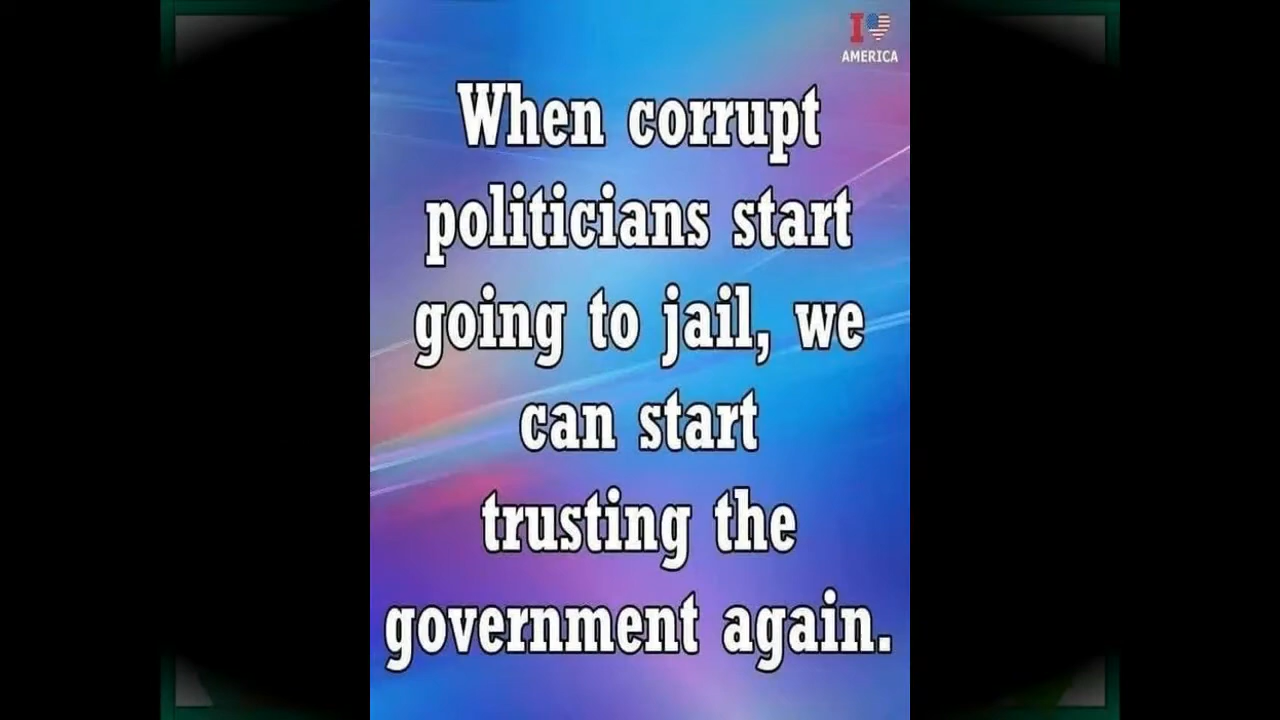 I
AMERICA
When corrupt
politicians start
going to jail, we
can start
trusting the
government again.